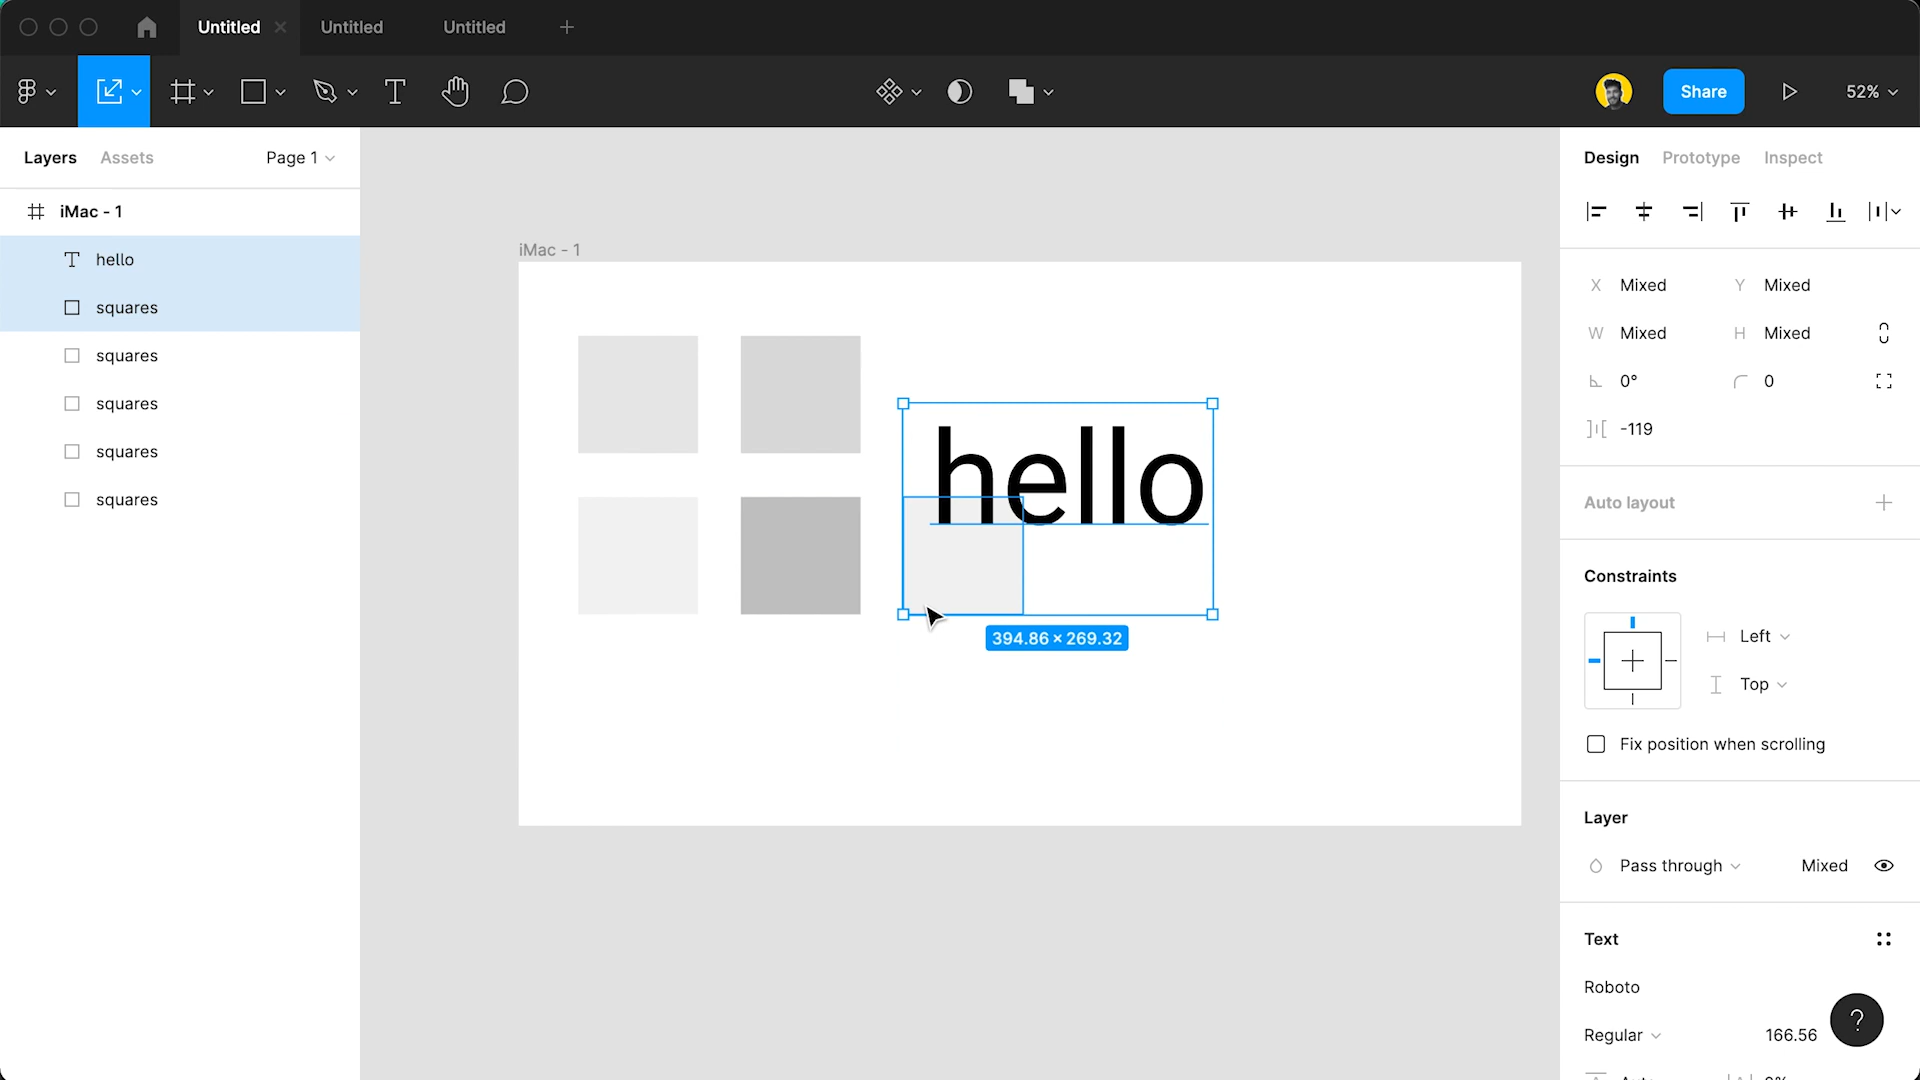 Untitled
Untitled
Untitled
Share
52%
Layers
Assets
Page 1
iMac - 1
hello
squares
squares
squares
squares
squares
iMac - 1
hello
394.86 × 269.32
Design
Prototype
Inspect
X Mixed
Y Mixed
W Mixed
H Mixed
0°
0
-119
Auto layout
Constraints
Left
Top
Fix position when scrolling
Layer
Pass through
Mixed
Text
Roboto
Regular
166.56
?